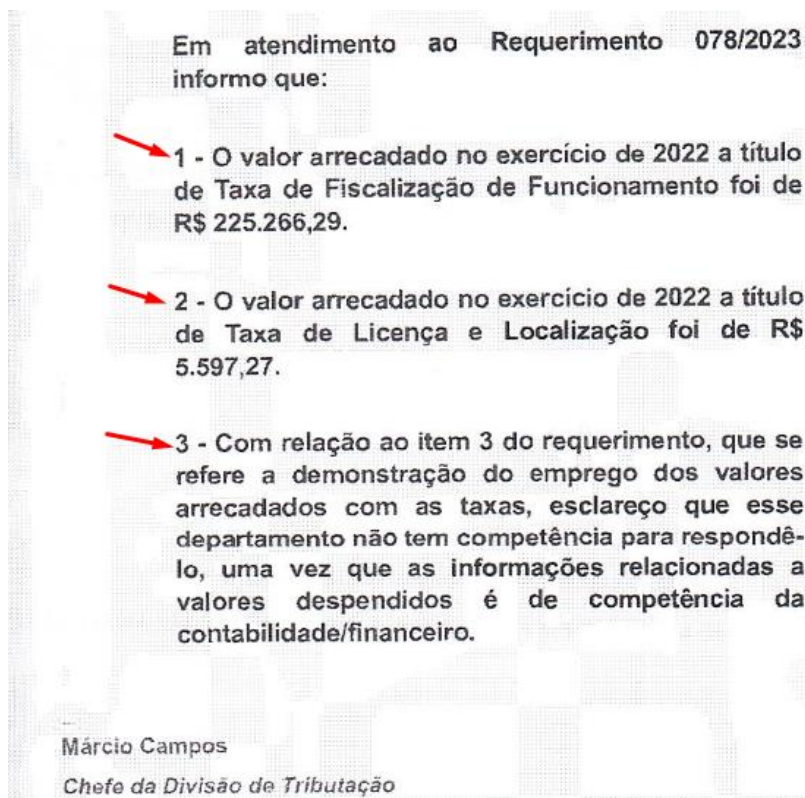 Em atendimento ao Requerimento 078/2023
informo que:
1 - O valor arrecadado no exercício de 2022 a título
de Taxa de Fiscalização de Funcionamento foi de
R$ 225.266,29.
2 - O valor arrecadado no exercício de 2022 a título
de Taxa de Licença e Localização foi de R$
5.597,27.
3 - Com relação ao item 3 do requerimento, que se
refere a demonstração do emprego dos valores
arrecadados com as taxas, esclareço que esse
departamento não tem competência para respondê-
lo, uma vez que as informações relacionadas a
valores despendidos é de competência da
contabilidade/financeiro.
Márcio Campos
Chefe da Divisão de Tributação